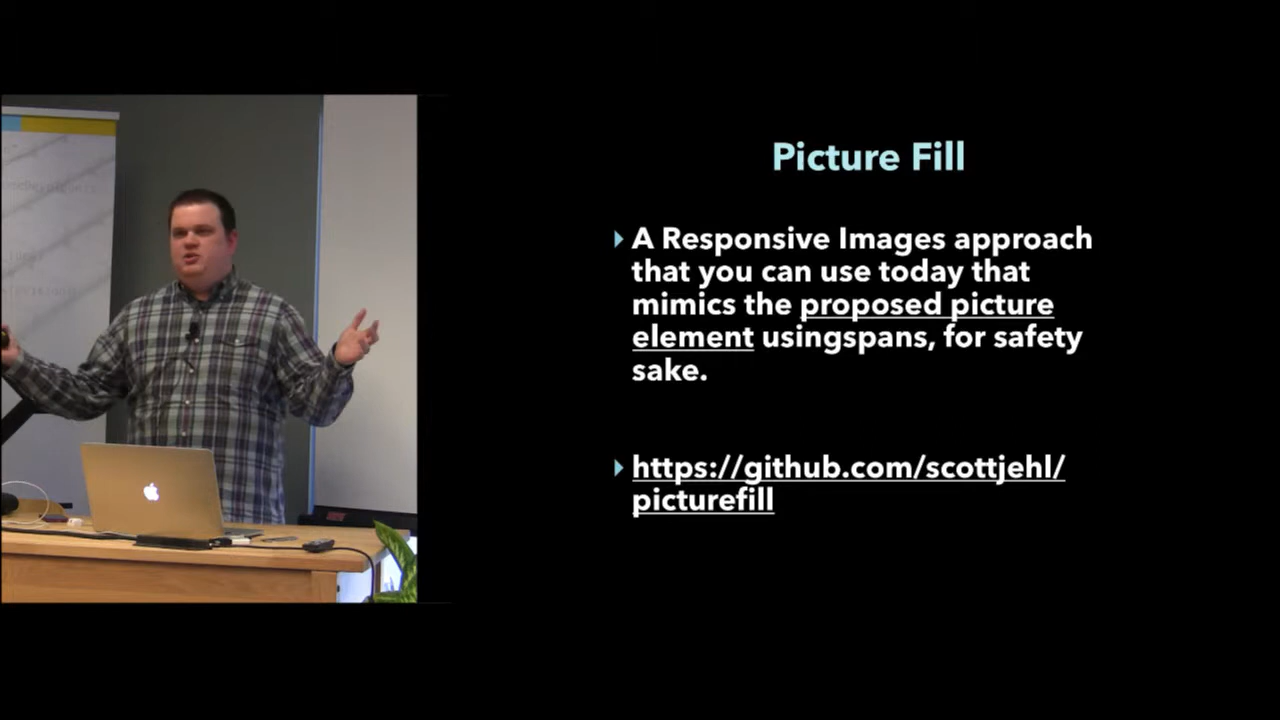 Picture Fill
A Responsive Images approach
that you can use today that
mimics the proposed picture
element usingspans, for safety
sake.
https://github.com/scottjehl/
picturefill